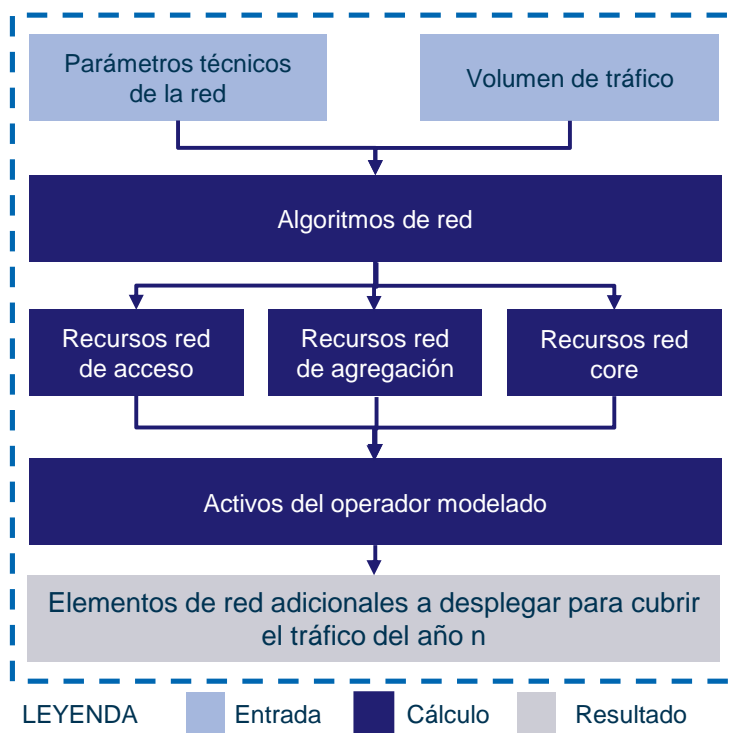 Parámetros técnicos
de la red
Volumen de tráfico
Algoritmos de red
Recursos red
de acceso
Recursos red
de agregación
Recursos red
core
Activos del operador modelado
Elementos de red adicionales a desplegar para cubrir
el tráfico del año n
LEYENDA Entrada Cálculo Resultado